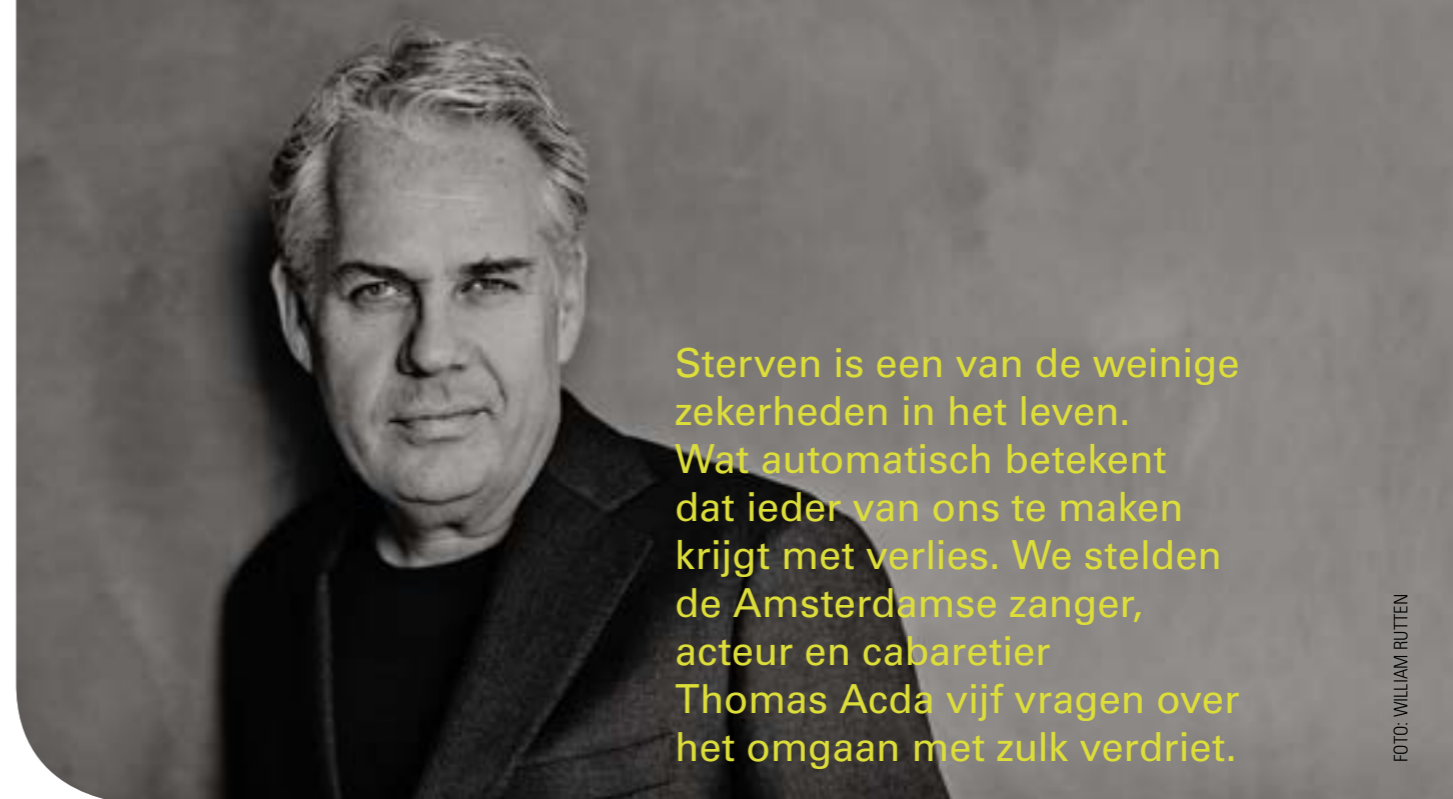 Sterven is een van de weinige
zekerheden in het leven.
Wat automatisch betekent
dat ieder van ons te maken
krijgt met verlies. We stelden
de Amsterdamse zanger,
acteur en cabaretier
Thomas Acda vijf vragen over
het omgaan met zulk verdriet.
FOTO: WILLIAM RUTTEN